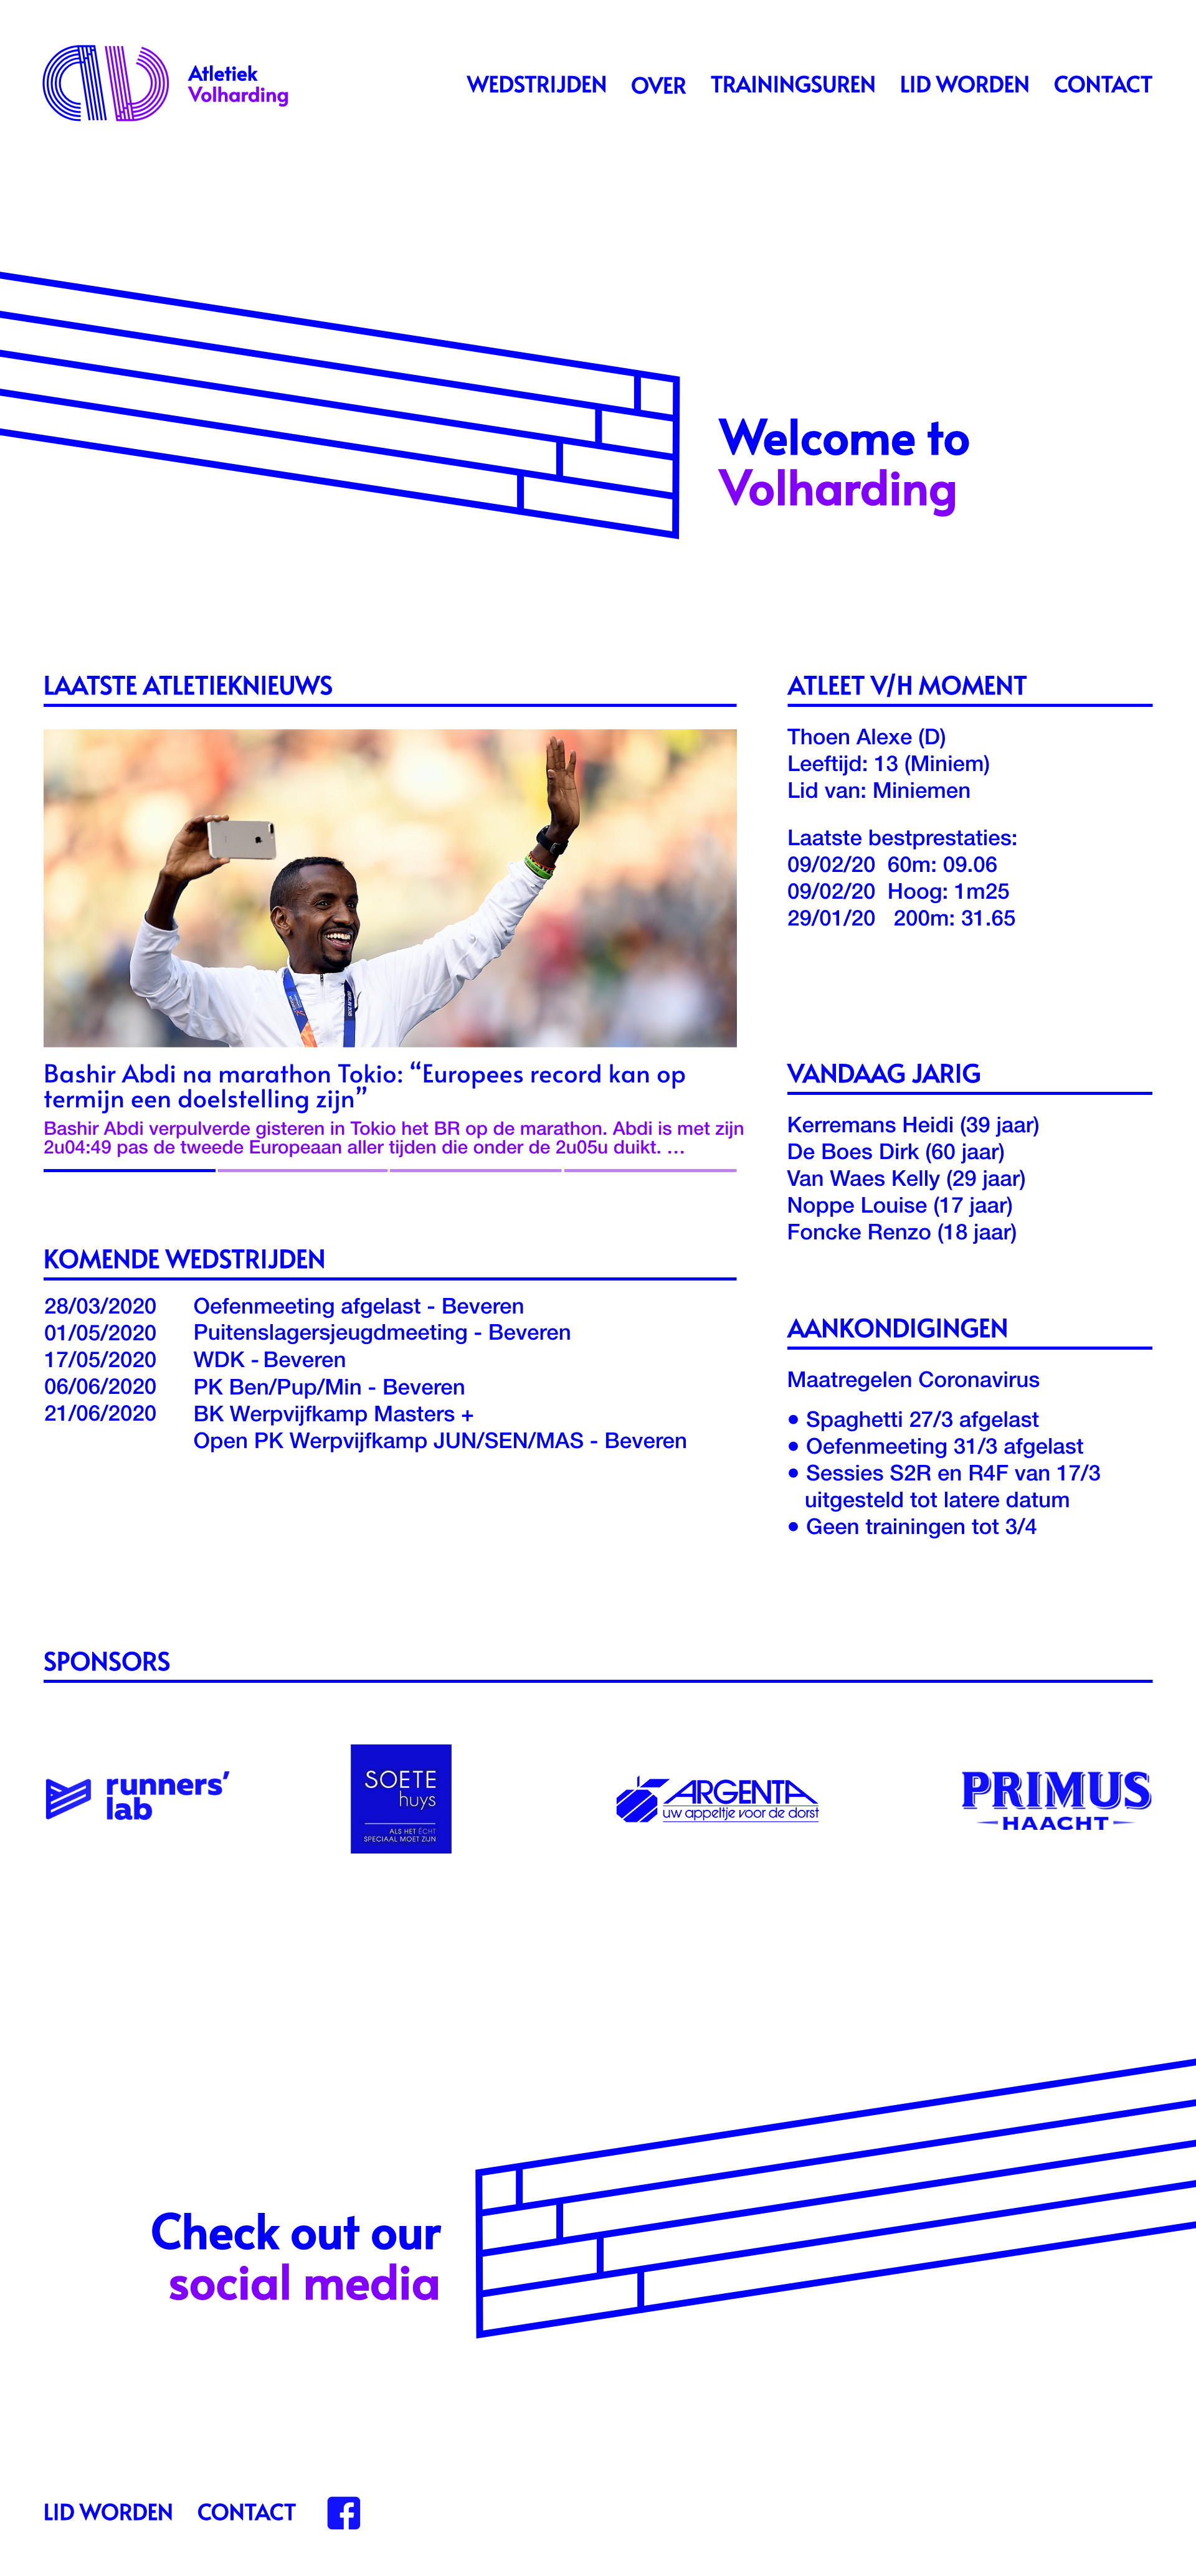 Atletiek
Volharding
WEDSTRIJDEN OVER TRAININGSUREN LID WORDEN CONTACT
Welcome to
Volharding
LAATSTE ATLETIEKNIEUWS
Bashir Abdi na marathon Tokio: “Europees record kan op
termijn een doelstelling zijn”
Bashir Abdi verpulverde gisteren in Tokio het BR op de marathon. Abdi is met zijn
2u04:49 pas de tweede Europeaan aller tijden die onder de 2u05u duikt. ...
KOMENDE WEDSTRIJDEN
28/03/2020 Oefenmeeting afgelast - Beveren
01/05/2020 Puitenslagersjeugdmeeting - Beveren
17/05/2020 WDK - Beveren
06/06/2020 PK Ben/Pup/Min - Beveren
21/06/2020 BK Werpvijfkamp Masters +
Open PK Werpvijfkamp JUN/SEN/MAS - Beveren
ATLEET V/H MOMENT
Thoen Alexe (D)
Leeftijd: 13 (Miniem)
Lid van: Miniemen
Laatste bestprestaties:
09/02/20 60m: 09.06
09/02/20 Hoog: 1m25
29/01/20 200m: 31.65
VANDAAG JARIG
Kerremans Heidi (39 jaar)
De Boes Dirk (60 jaar)
Van Waes Kelly (29 jaar)
Noppe Louise (17 jaar)
Foncke Renzo (18 jaar)
AANKONDIGINGEN
Maatregelen Coronavirus
• Spaghetti 27/3 afgelast
• Oefenmeeting 31/3 afgelast
• Sessies S2R en R4F van 17/3
uitgesteld tot latere datum
• Geen trainingen tot 3/4
SPONSORS
runners’
lab
SOETE
huys
ALS HET ÉCHT
SPECIAAL MOET ZIJN
ARGENTA
uw appeltje voor de dorst
PRIMUS
HAACHT
Check out our
social media
LID WORDEN CONTACT